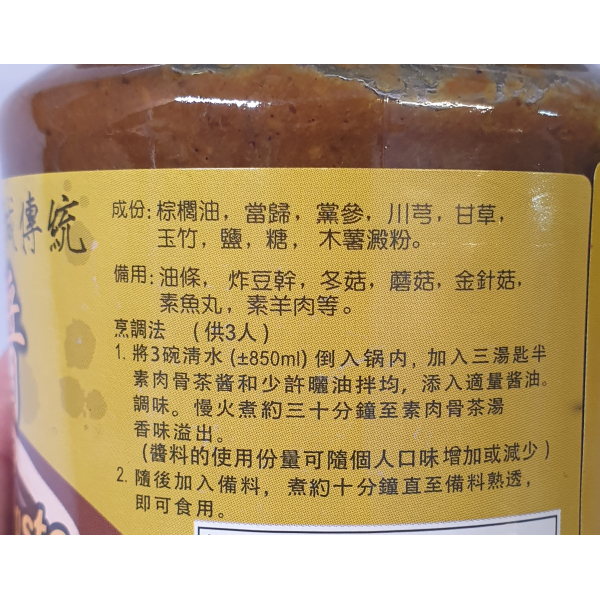 傳統
成份: 棕櫚油, 當歸, 黨參, 川芎, 甘草,
玉竹, 鹽, 糖, 木薯澱粉.
備用: 油條, 炸豆幹, 冬菇, 蘑菇, 金針菇,
素魚丸, 素羊肉等。
烹調法 (供3人)
1. 將3碗清水 (±850ml) 倒入锅内, 加入三湯匙半
素肉骨茶醬和少許曬油拌均, 添入適量酱油。
調味。慢火煮約三十分鐘至素肉骨茶湯
香味溢出。
(醬料的使用份量可隨個人口味增加或減少)
2. 隨後加入備料, 煮約十分鐘直至備料熟透,
即可食用。